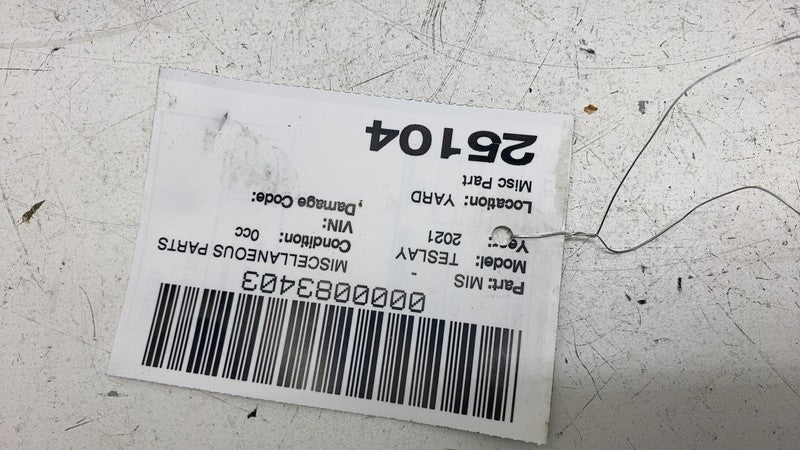 0000083403
Part: MIS - MISCELLANEOUS PARTS
Model: TESLAY Condition: 0cc
Year: 2021 VIN:
Location: YARD Damage Code:
Misc Part
25104